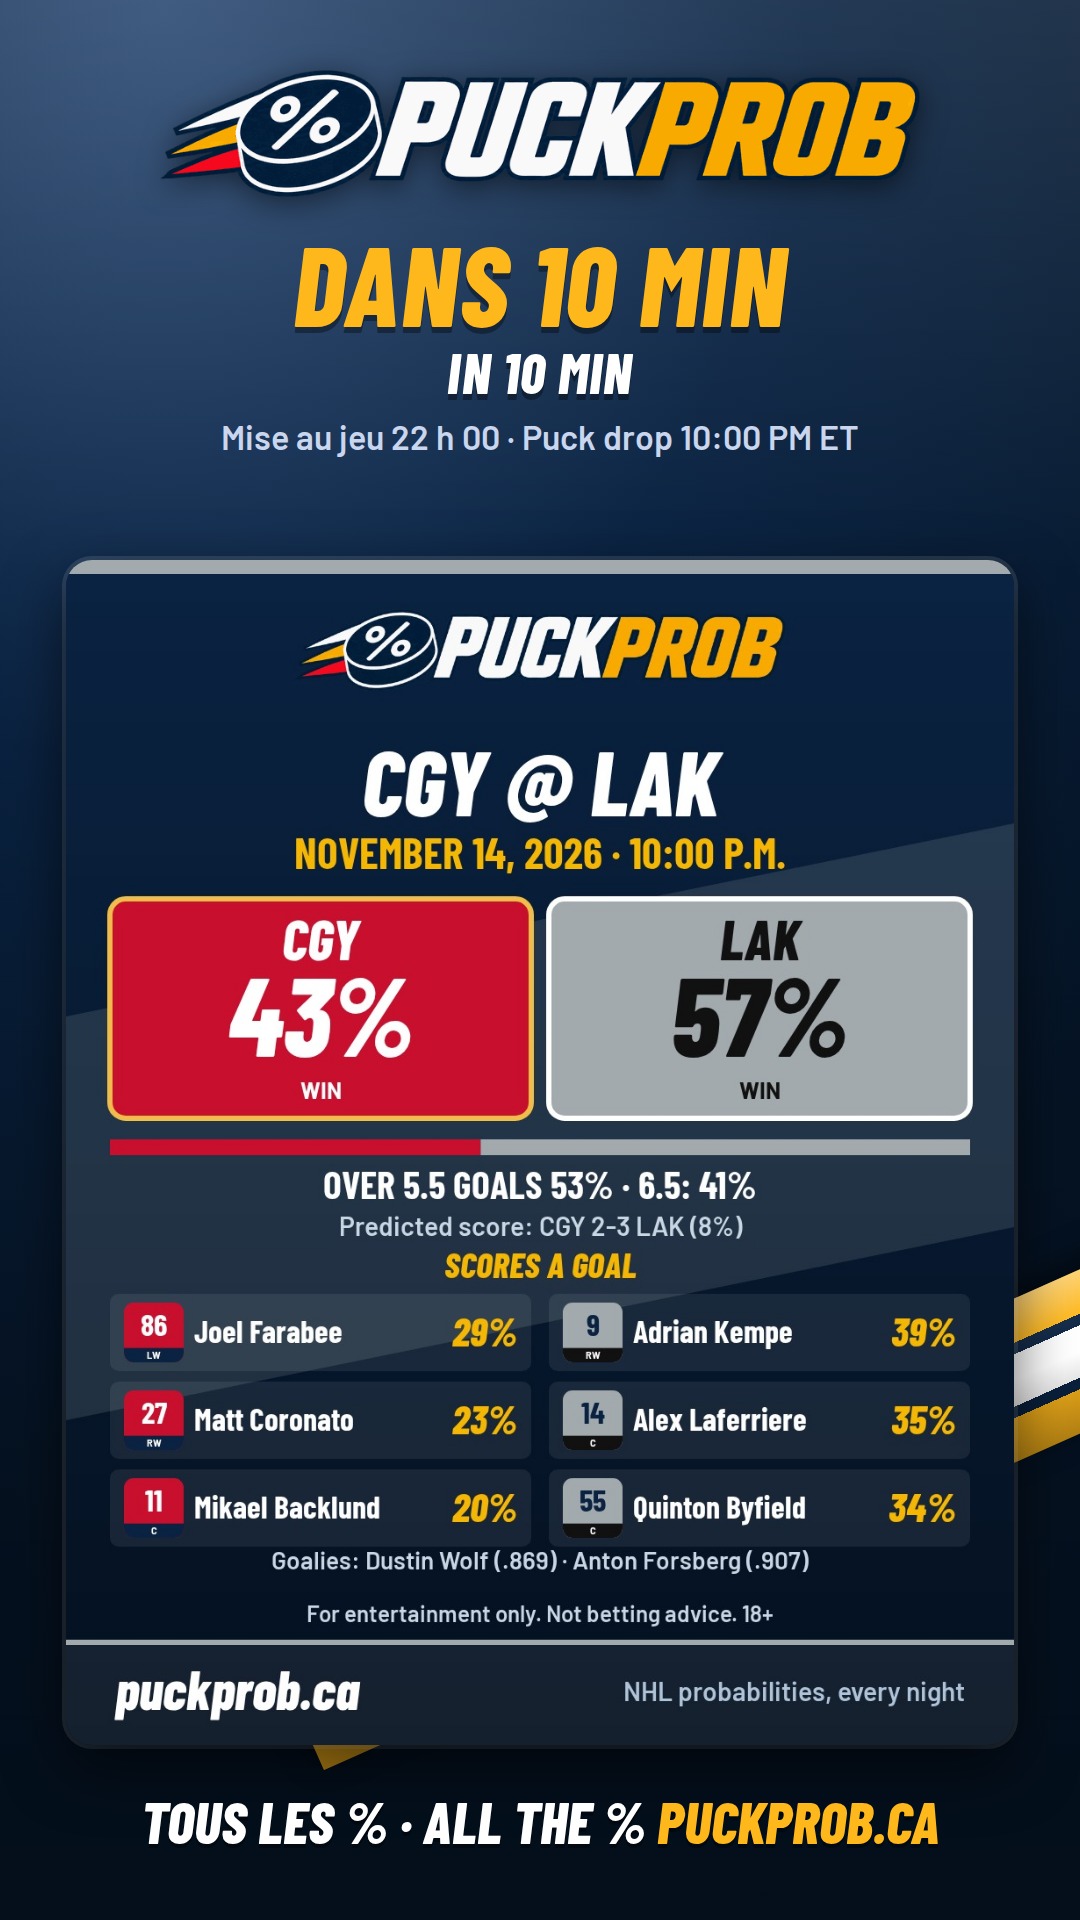 % PUCKPROB
DANS 10 MIN
IN 10 MIN
Mise au jeu 22 h 00 · Puck drop 10:00 PM ET
% PUCKPROB
CGY @ LAK
NOVEMBER 14, 2026 · 10:00 P.M.
CGY
43%
WIN
LAK
57%
WIN
OVER 5.5 GOALS 53% · 6.5: 41%
Predicted score: CGY 2-3 LAK (8%)
SCORES A GOAL
86 LW Joel Farabee 29%
9 RW Adrian Kempe 39%
27 RW Matt Coronato 23%
14 C Alex Laferriere 35%
11 C Mikael Backlund 20%
55 C Quinton Byfield 34%
Goalies: Dustin Wolf (.869) · Anton Forsberg (.907)
For entertainment only. Not betting advice. 18+
puckprob.ca
NHL probabilities, every night
TOUS LES % · ALL THE % PUCKPROB.CA